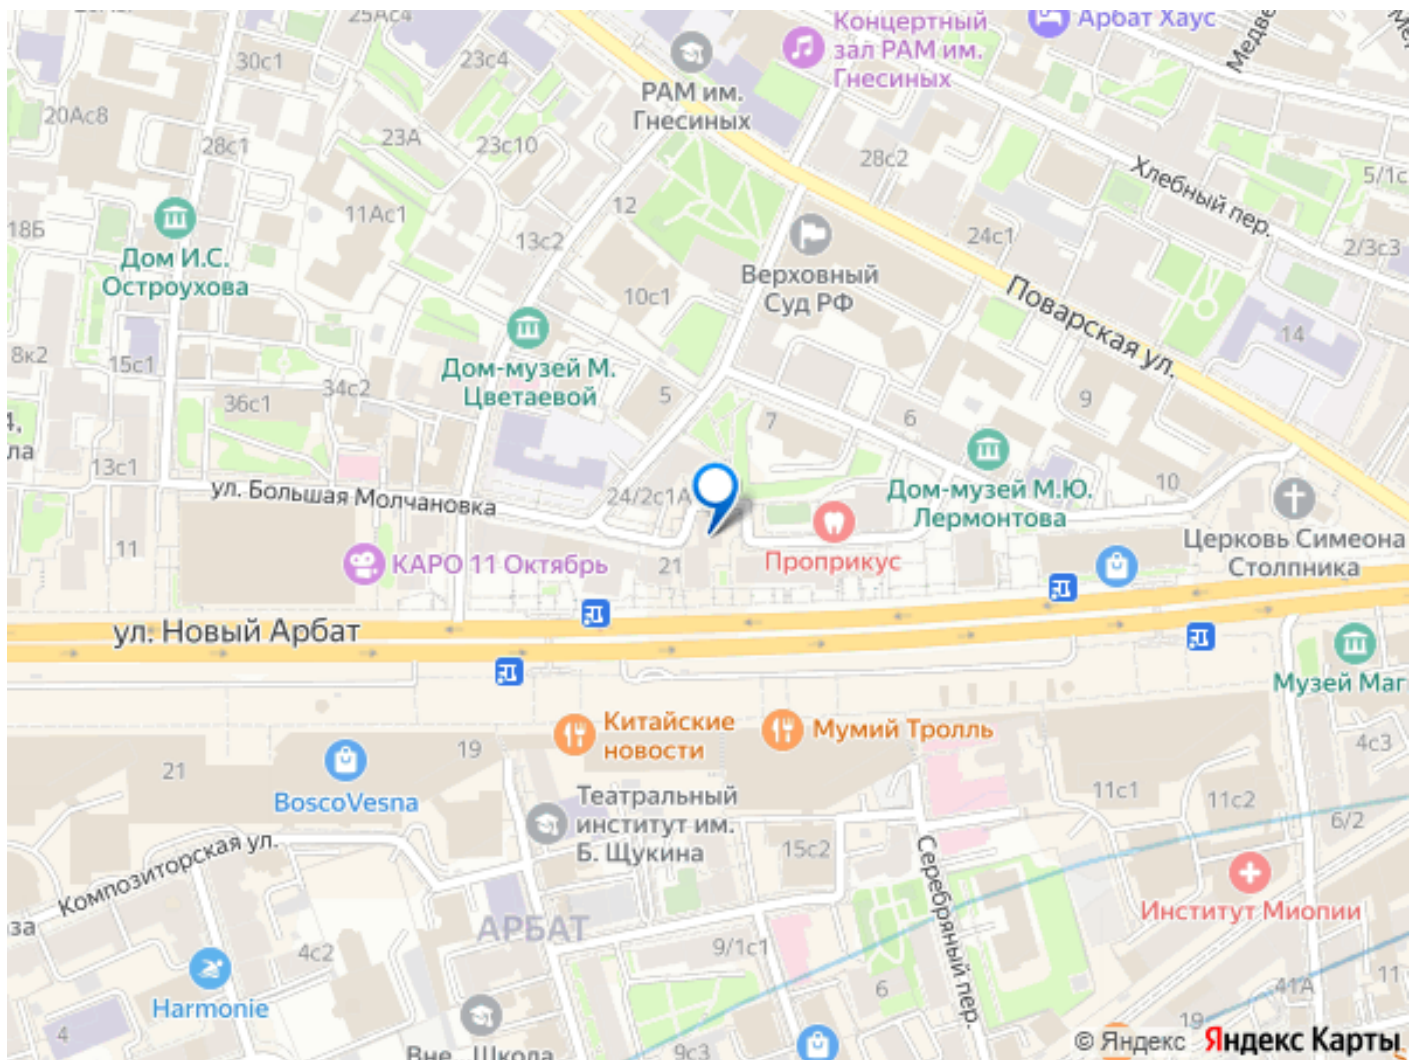 25Ас4
Концертный
зал РАМ им.
Гнесиных
Арбат Хаус
30с1
23с4
РАМ им.
Гнесиных
20Ас8
28с1
23А
23с10
28с2
Хлебный пер.
5/1с
18Б
11Ас1
12
13с2
24с1
2/3с3
Дом И.С.
Остроухова
Верховный
Суд РФ
10с1
Поварская ул.
14
8к2
15с1
Дом-музей М.
Цветаевой
34с2
36с1
5
7
6
9
4,
ла
13с1
ул. Большая Молчановка
24/2с1А
Дом-музей М.Ю.
Лермонтова
10
11
КАРО 11 Октябрь
21
Проприкус
Церковь Симеона
Столпника
ул. Новый Арбат
Музей Маг
Китайские
новости
Мумий Тролль
19
21
4с3
BoscoVesna
Театральный
институт им.
Б. Щукина
11с1
11с2
6/2
15с2
Композиторская ул.
Серебряный пер.
Институт Миопии
за
АРБАТ
4с2
9/1с1
Harmonie
6
41А
11
4
19
Вне
Школа
9с3
© Яндекс Яндекс Карты